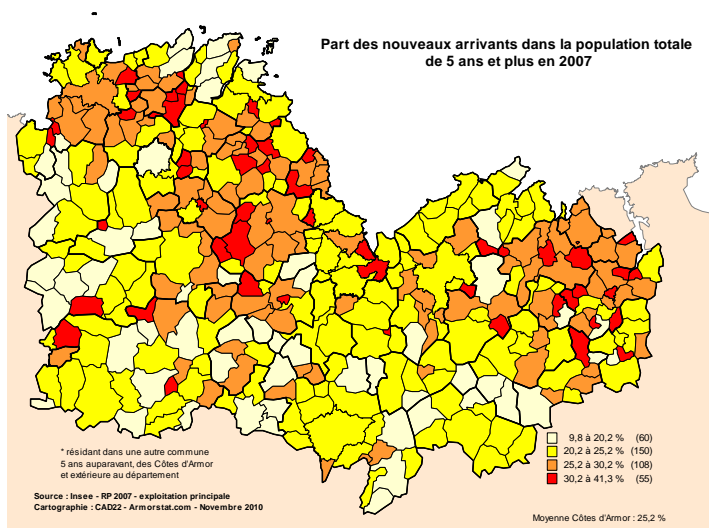 Part des nouveaux arrivants dans la population totale
de 5 ans et plus en 2007
9,8 à 20,2 % (60)
20,2 à 25,2 % (150)
25,2 à 30,2 % (108)
30,2 à 41,3 % (55)
* résidant dans une autre commune
5 ans auparavant, des Côtes d'Armor
et extérieure au département
Source : Insee - RP 2007 - exploitation principale
Cartographie : CAD22 - Armorstat.com - Novembre 2010
Moyenne Côtes d'Armor : 25,2 %